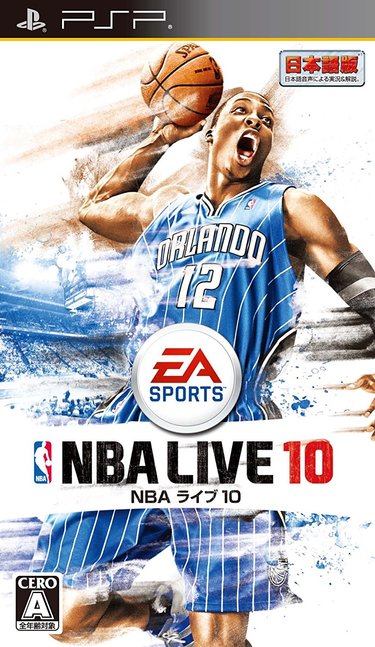 PSP
日本語版
日本語音声による実況&解説。
ORLANDO
12
EA
SPORTS
NBA
NBA LIVE 10
NBA ライブ 10
CERO
A
全年齢対象